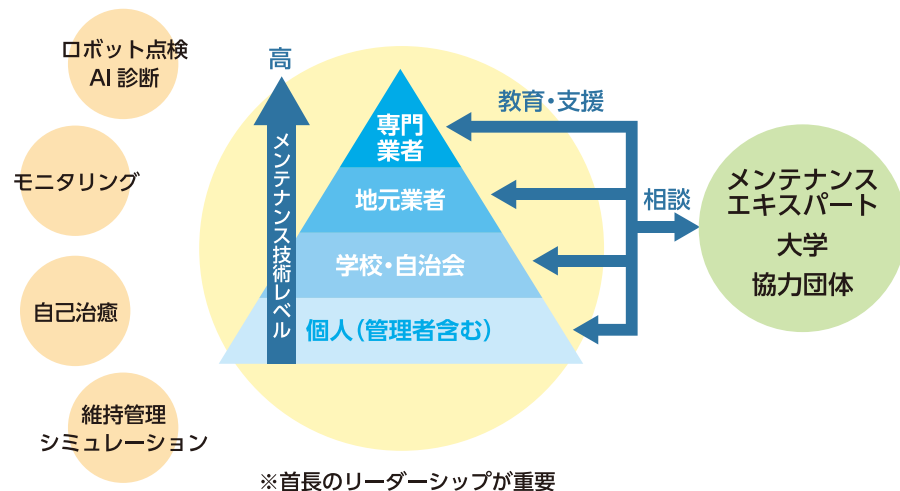 ロボット点検
AI 診断
モニタリング
自己治癒
維持管理
シミュレーション
高
メンテナンス技術レベル
専門
業者
地元業者
学校・自治会
個人（管理者含む）
教育・支援
相談
メンテナンス
エキスパート
大学
協力団体
※首長のリーダーシップが重要